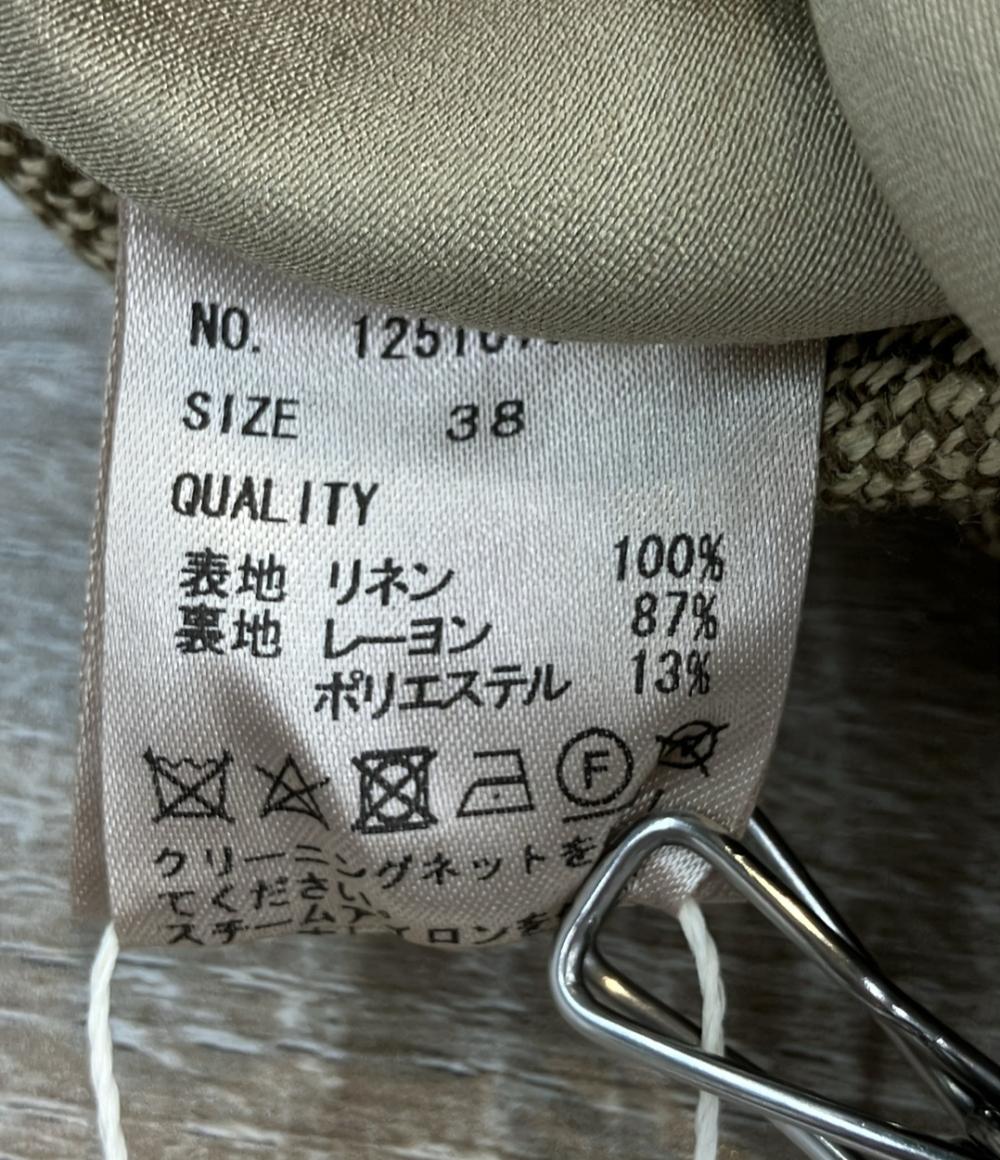 NO.
SIZE 38
QUALITY
表地 リネン 100%
裏地 レーヨン 87%
ポリエステル 13%
F
クリーニングネットを
てください